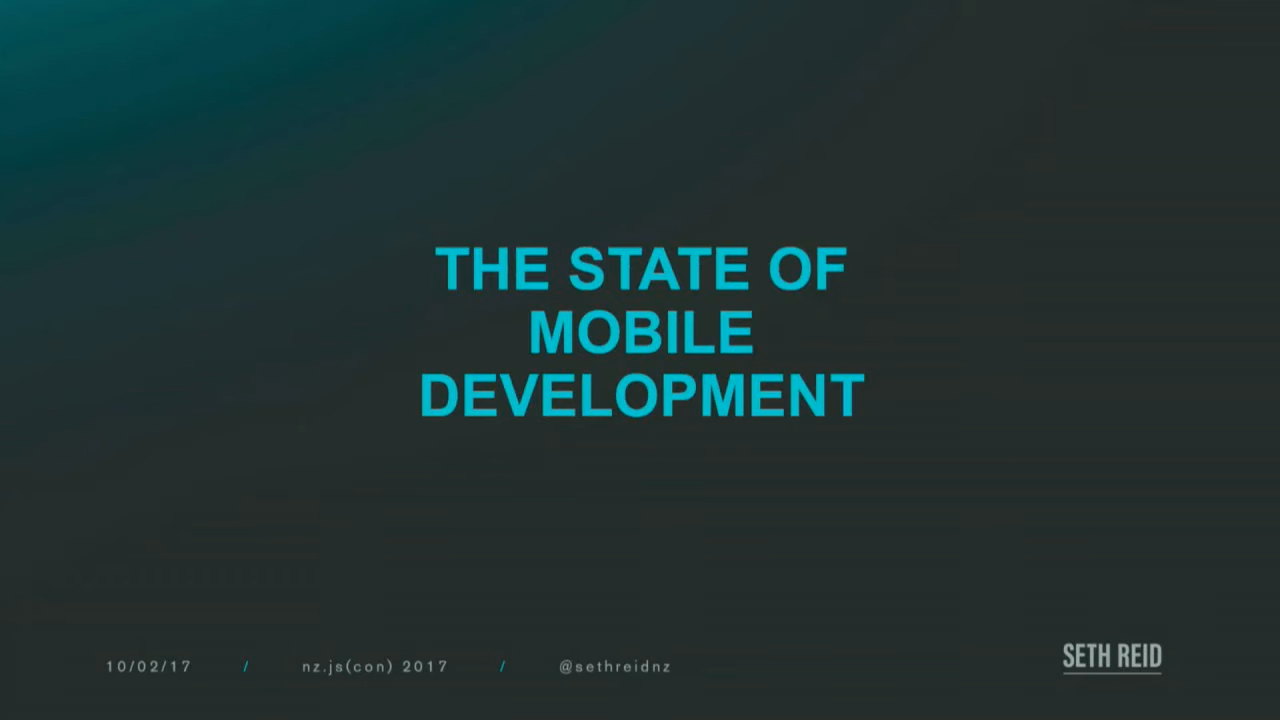 THE STATE OF
MOBILE
DEVELOPMENT
10/02/17 / nz.js(con) 2017 / @sethreidnz
SETH REID